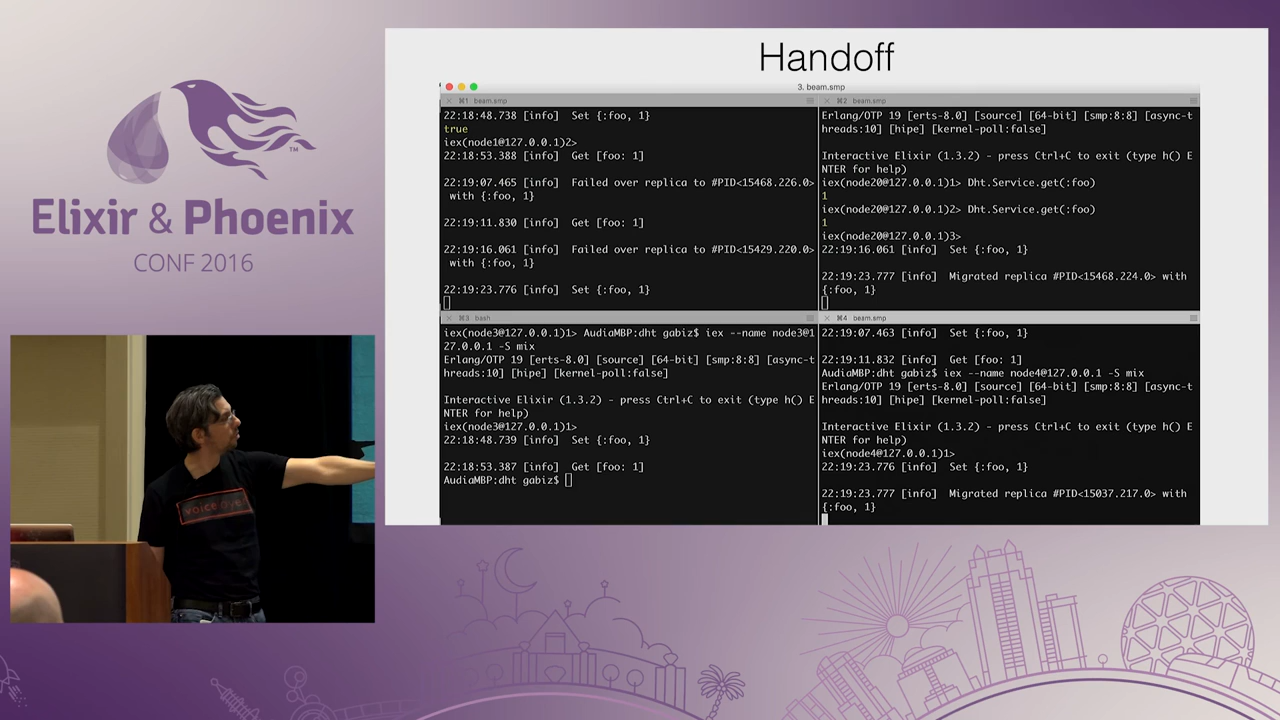 Elixir & Phoenix
TM
CONF 2016
voice
Handoff
3. beam.smp
× ⌘1 beam.smp
22:18:48.738 [info]  Set {:foo, 1}
true
iex(node1@127.0.0.1)2>
22:18:53.388 [info]  Get [foo: 1]
22:19:07.465 [info]  Failed over replica to #PID<15468.226.0>
with {:foo, 1}
22:19:11.830 [info]  Get [foo: 1]
22:19:16.061 [info]  Failed over replica to #PID<15429.220.0>
with {:foo, 1}
22:19:23.776 [info]  Set {:foo, 1}
× ⌘2 beam.smp
Erlang/OTP 19 [erts-8.0] [source] [64-bit] [smp:8:8] [async-t
hreads:10] [hipe] [kernel-poll:false]
Interactive Elixir (1.3.2) - press Ctrl+C to exit (type h() E
NTER for help)
iex(node20@127.0.0.1)1> Dht.Service.get(:foo)
1
iex(node20@127.0.0.1)2> Dht.Service.get(:foo)
1
iex(node20@127.0.0.1)3>
22:19:16.061 [info]  Set {:foo, 1}
22:19:23.777 [info]  Migrated replica #PID<15468.224.0> with
{:foo, 1}
× ⌘3 bash
iex(node3@127.0.0.1)1> AudiaMBP:dht gabiz$ iex --name node3@1
27.0.0.1 -S mix
Erlang/OTP 19 [erts-8.0] [source] [64-bit] [smp:8:8] [async-t
hreads:10] [hipe] [kernel-poll:false]
Interactive Elixir (1.3.2) - press Ctrl+C to exit (type h() E
NTER for help)
iex(node3@127.0.0.1)1>
22:18:48.739 [info]  Set {:foo, 1}
22:18:53.387 [info]  Get [foo: 1]
AudiaMBP:dht gabiz$
× ⌘4 beam.smp
22:19:07.463 [info]  Set {:foo, 1}
22:19:11.832 [info]  Get [foo: 1]
AudiaMBP:dht gabiz$ iex --name node4@127.0.0.1 -S mix
Erlang/OTP 19 [erts-8.0] [source] [64-bit] [smp:8:8] [async-t
hreads:10] [hipe] [kernel-poll:false]
Interactive Elixir (1.3.2) - press Ctrl+C to exit (type h() E
NTER for help)
iex(node4@127.0.0.1)1>
22:19:23.776 [info]  Set {:foo, 1}
22:19:23.777 [info]  Migrated replica #PID<15037.217.0> with
{:foo, 1}